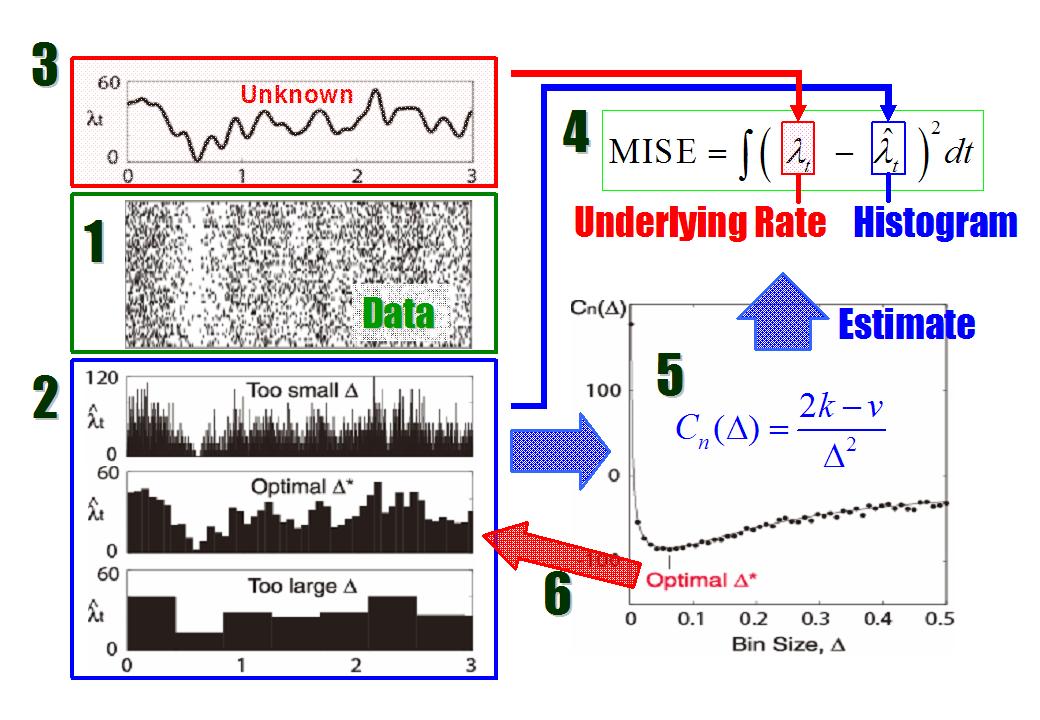 3
60
Unknown
λt
0
0 1 2 3
1
Data
2
120
Too small Δ
λ̂t
0
60
Optimal Δ*
λ̂t
0
60
Too large Δ
λ̂t
0
0 1 2 3
4
MISE = ∫(λt − λ̂t)² dt
Underlying Rate Histogram
Cn(Δ)
Estimate
5
100
Cn(Δ) = (2k − v) / Δ²
0
6
Optimal Δ*
0 0.1 0.2 0.3 0.4 0.5
Bin Size, Δ